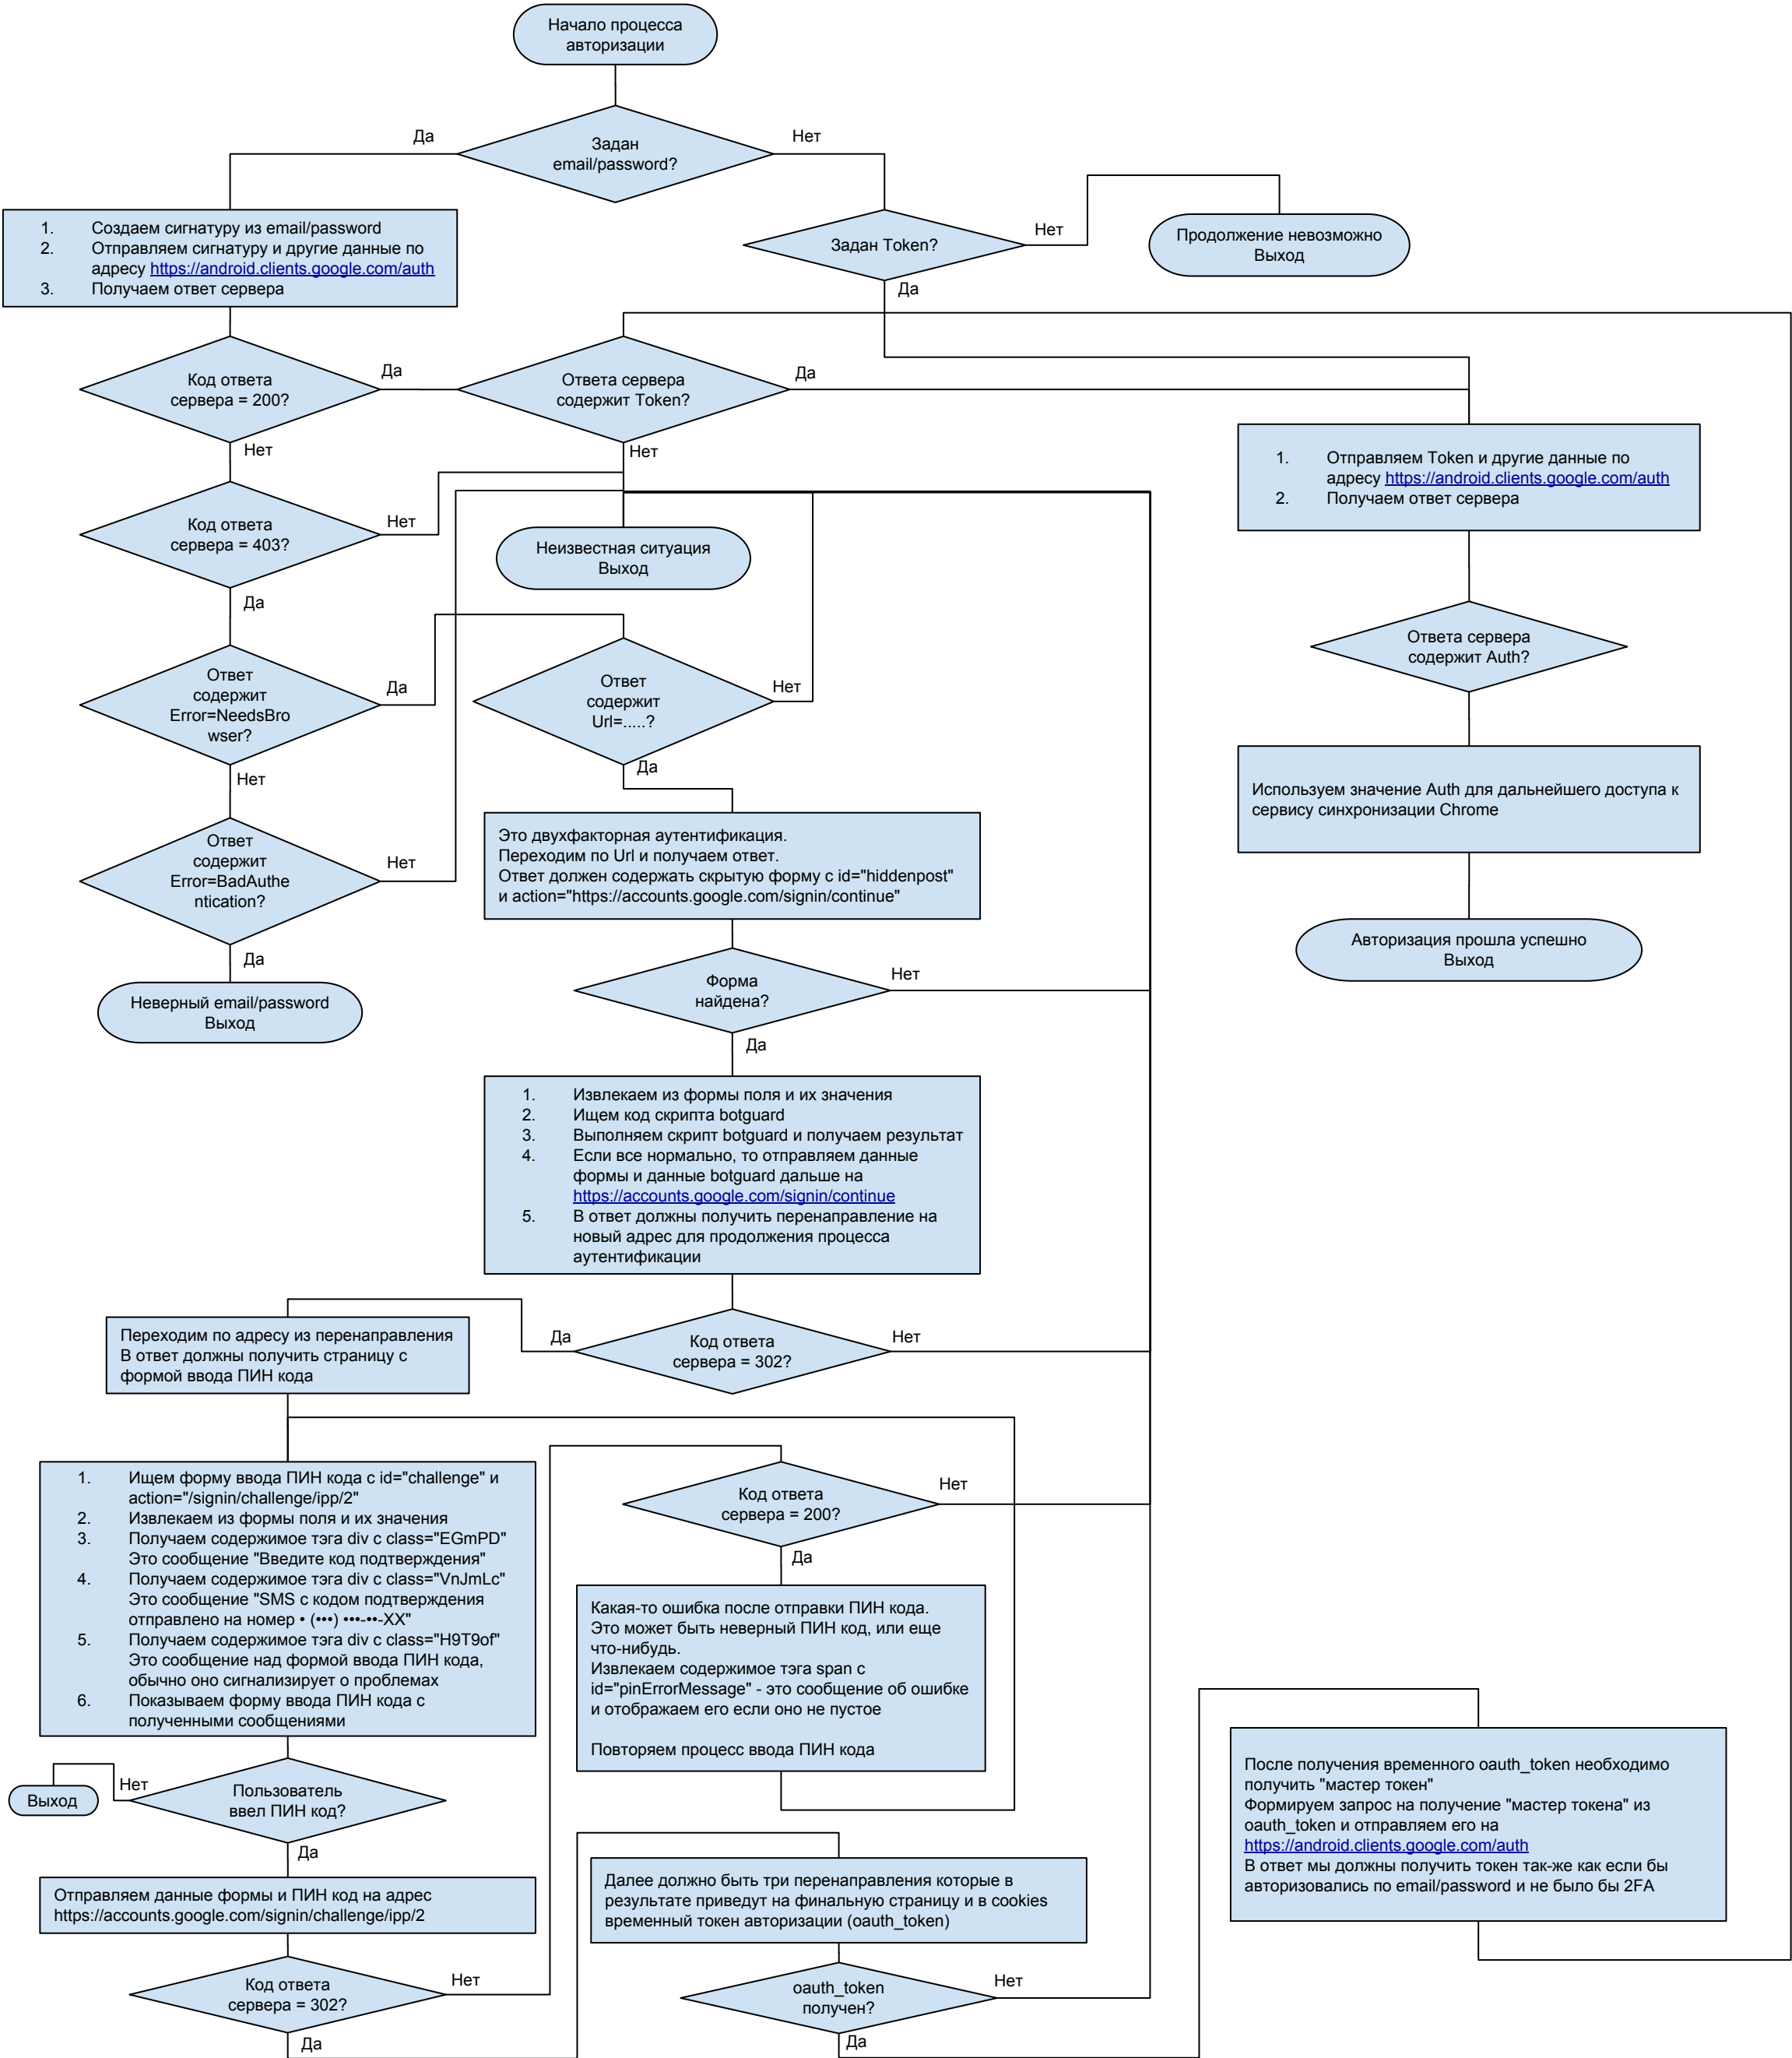 Начало процесса
авторизации
Да
Нет
Задан
email/password?
1. Создаем сигнатуру из email/password
2. Отправляем сигнатуру и другие данные по
адресу https://android.clients.google.com/auth
3. Получаем ответ сервера
Задан Token?
Нет
Продолжение невозможно
Выход
Да
Код ответа
сервера = 200?
Да
Ответа сервера
содержит Token?
Да
Нет
Нет
1. Отправляем Token и другие данные по
адресу https://android.clients.google.com/auth
2. Получаем ответ сервера
Код ответа
сервера = 403?
Нет
Неизвестная ситуация
Выход
Да
Ответа сервера
содержит Auth?
Ответ
содержит
Error=NeedsBro
wser?
Да
Ответ
содержит
Url=.....?
Нет
Нет
Да
Используем значение Auth для дальнейшего доступа к
сервису синхронизации Chrome
Ответ
содержит
Error=BadAuthe
ntication?
Нет
Это двухфакторная аутентификация.
Переходим по Url и получаем ответ.
Ответ должен содержать скрытую форму с id="hiddenpost"
и action="https://accounts.google.com/signin/continue"
Да
Авторизация прошла успешно
Выход
Неверный email/password
Выход
Форма
найдена?
Нет
Да
1. Извлекаем из формы поля и их значения
2. Ищем код скрипта botguard
3. Выполняем скрипт botguard и получаем результат
4. Если все нормально, то отправляем данные
формы и данные botguard дальше на
https://accounts.google.com/signin/continue
5. В ответ должны получить перенаправление на
новый адрес для продолжения процесса
аутентификации
Переходим по адресу из перенаправления
В ответ должны получить страницу с
формой ввода ПИН кода
Да
Код ответа
сервера = 302?
Нет
1. Ищем форму ввода ПИН кода с id="challenge" и
action="/signin/challenge/ipp/2"
2. Извлекаем из формы поля и их значения
3. Получаем содержимое тэга div с class="EGmPD"
Это сообщение "Введите код подтверждения"
4. Получаем содержимое тэга div с class="VnJmLc"
Это сообщение "SMS с кодом подтверждения
отправлено на номер • (•••) •••-••-XX"
5. Получаем содержимое тэга div с class="H9T9of"
Это сообщение над формой ввода ПИН кода,
обычно оно сигнализирует о проблемах
6. Показываем форму ввода ПИН кода с
полученными сообщениями
Код ответа
сервера = 200?
Нет
Да
Какая-то ошибка после отправки ПИН кода.
Это может быть неверный ПИН код, или еще
что-нибудь.
Извлекаем содержимое тэга span с
id="pinErrorMessage" - это сообщение об ошибке
и отображаем его если оно не пустое
Повторяем процесс ввода ПИН кода
Выход
Нет
Пользователь
ввел ПИН код?
Да
После получения временного oauth_token необходимо
получить "мастер токен"
Формируем запрос на получение "мастер токена" из
oauth_token и отправляем его на
https://android.clients.google.com/auth
В ответ мы должны получить токен так-же как если бы
авторизовались по email/password и не было бы 2FA
Отправляем данные формы и ПИН код на адрес
https://accounts.google.com/signin/challenge/ipp/2
Далее должно быть три перенаправления которые в
результате приведут на финальную страницу и в cookies
временный токен авторизации (oauth_token)
Код ответа
сервера = 302?
Нет
oauth_token
получен?
Нет
Да
Да